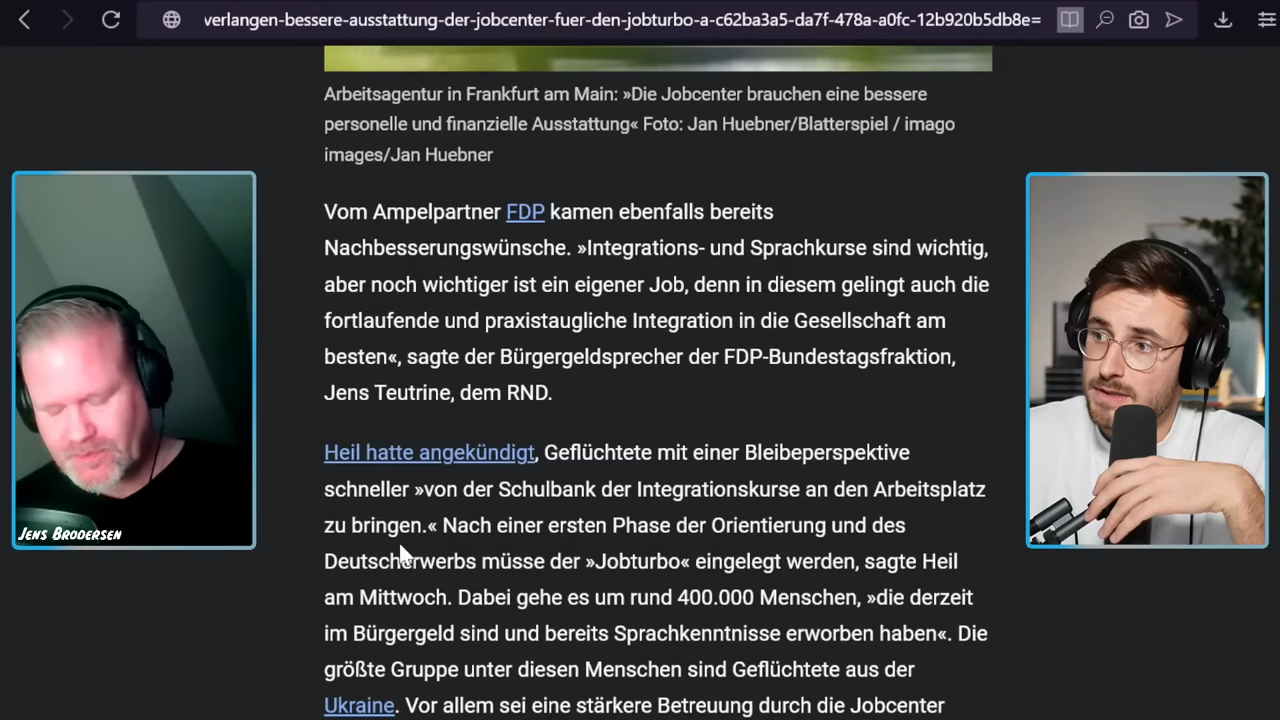 verlangen-bessere-ausstattung-der-jobcenter-fuer-den-jobturbo-a-c62ba3a5-da7f-478a-a0fc-12b920b5db8e=
Arbeitsagentur in Frankfurt am Main: »Die Jobcenter brauchen eine bessere
personelle und finanzielle Ausstattung« Foto: Jan Huebner/Blatterspiel / imago
images/Jan Huebner
Vom Ampelpartner FDP kamen ebenfalls bereits
Nachbesserungswünsche. »Integrations- und Sprachkurse sind wichtig,
aber noch wichtiger ist ein eigener Job, denn in diesem gelingt auch die
fortlaufende und praxistaugliche Integration in die Gesellschaft am
besten«, sagte der Bürgergeldsprecher der FDP-Bundestagsfraktion,
Jens Teutrine, dem RND.
Heil hatte angekündigt, Geflüchtete mit einer Bleibeperspektive
schneller »von der Schulbank der Integrationskurse an den Arbeitsplatz
zu bringen.« Nach einer ersten Phase der Orientierung und des
Deutscherwerbs müsse der »Jobturbo« eingelegt werden, sagte Heil
am Mittwoch. Dabei gehe es um rund 400.000 Menschen, »die derzeit
im Bürgergeld sind und bereits Sprachkenntnisse erworben haben«. Die
größte Gruppe unter diesen Menschen sind Geflüchtete aus der
Ukraine. Vor allem sei eine stärkere Betreuung durch die Jobcenter
JENS BRODERSEN